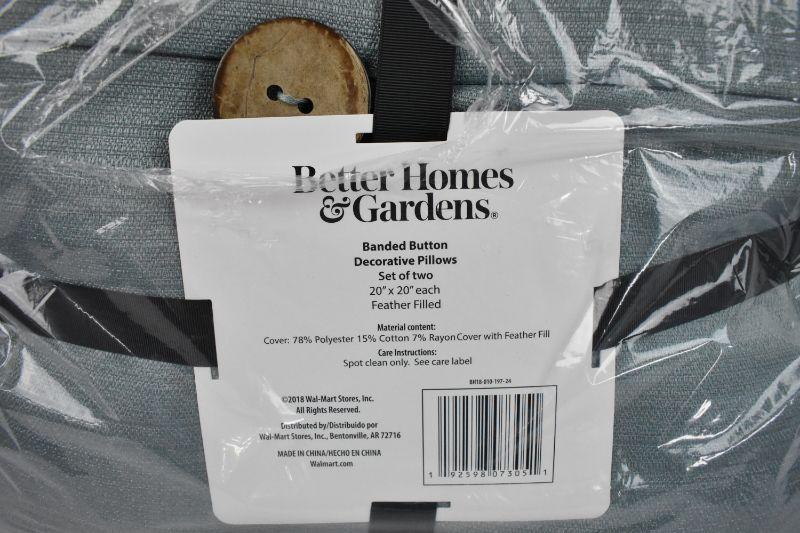 Better Homes
& Gardens®
Banded Button
Decorative Pillows
Set of two
20" x 20" each
Feather Filled
Material content:
Cover: 78% Polyester 15% Cotton 7% Rayon Cover with Feather Fill
Care Instructions:
Spot clean only. See care label
BH18-010-197-24
©2018 Wal-Mart Stores, Inc.
All Rights Reserved.
Distributed by/Distribuido por
Wal-Mart Stores, Inc., Bentonville, AR 72716
MADE IN CHINA/HECHO EN CHINA
Walmart.com
1 92598 07305 1